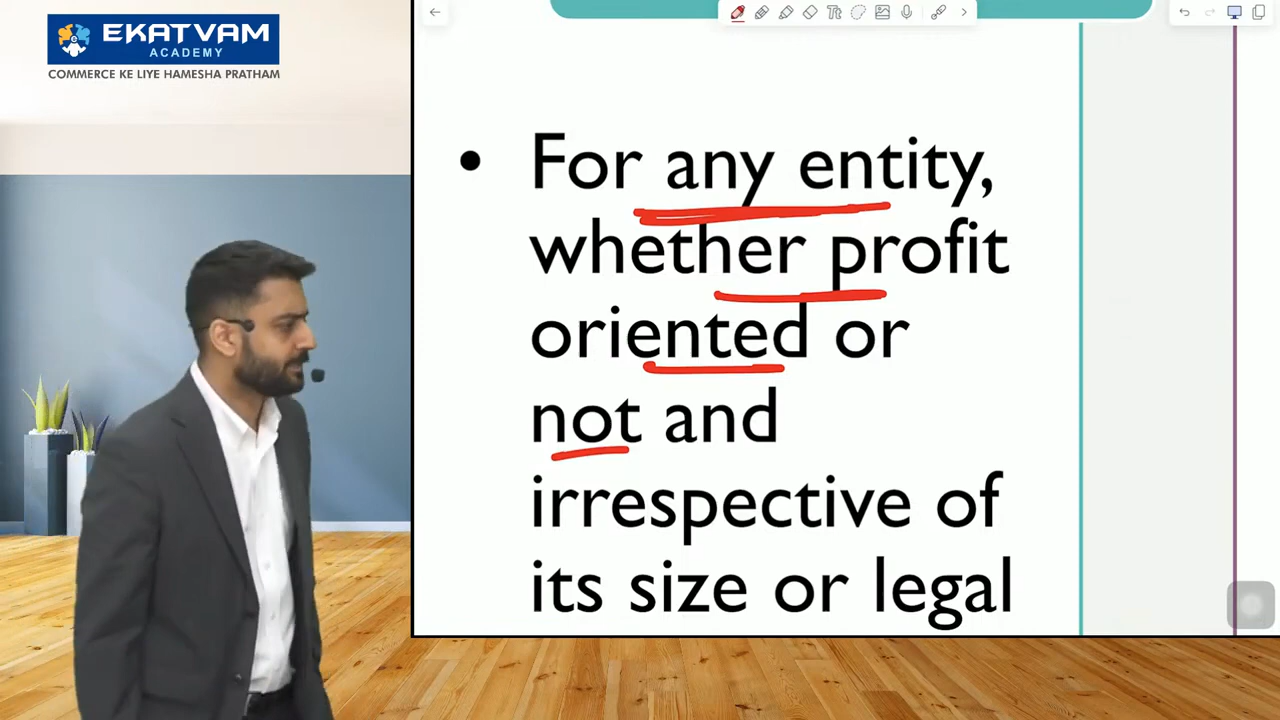 EKATVAM
ACADEMY
COMMERCE KE LIYE HAMESHA PRATHAM
• For any entity,
whether profit
oriented or
not and
irrespective of
its size or legal